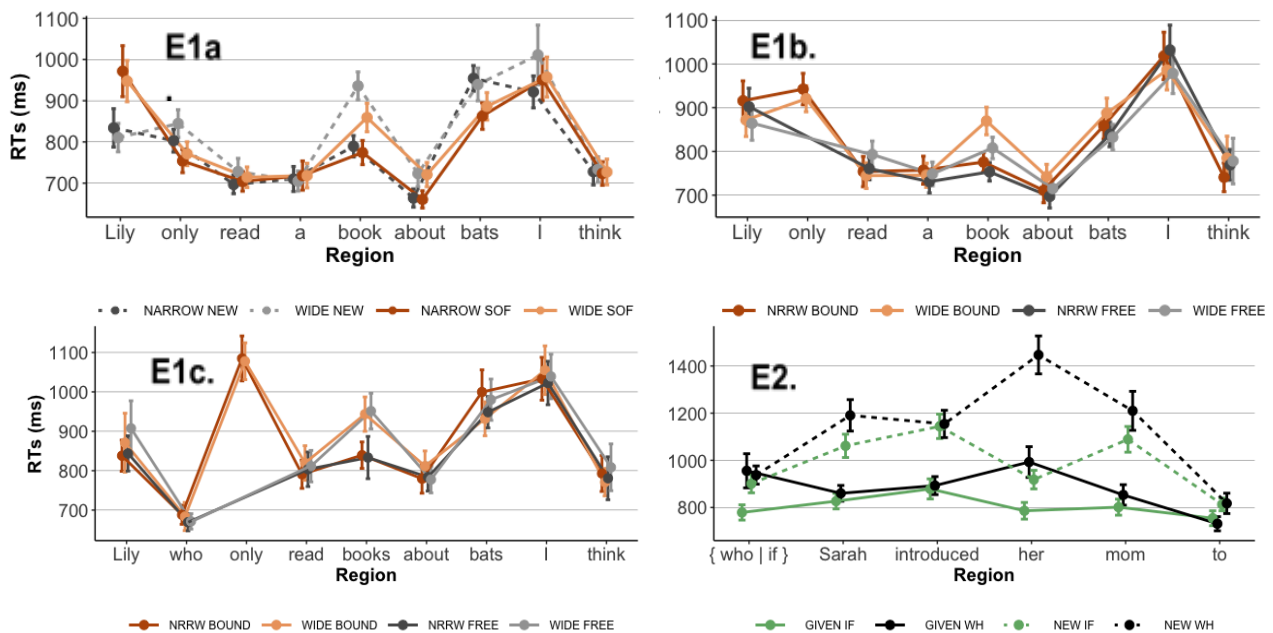 1100
1000
900
800
700
RTs (ms)
E1a
Lily only read a book about bats I think
Region
NARROW NEW WIDE NEW NARROW SOF WIDE SOF
1100
1000
900
800
700
E1b.
Lily only read a book about bats I think
Region
NRRW BOUND WIDE BOUND NRRW FREE WIDE FREE
1100
1000
900
800
700
RTs (ms)
E1c.
Lily who only read books about bats I think
Region
NRRW BOUND WIDE BOUND NRRW FREE WIDE FREE
1400
1200
1000
800
E2.
{ who | if } Sarah introduced her mom to
Region
GIVEN IF GIVEN WH NEW IF NEW WH